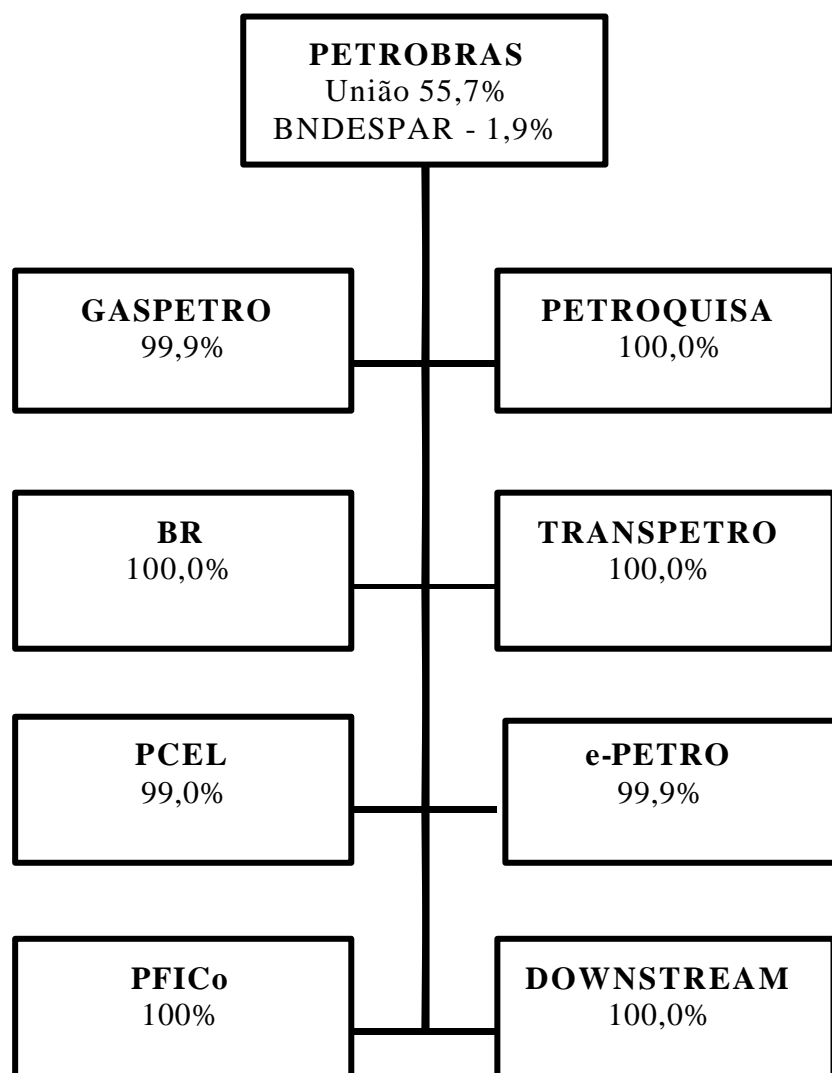 PETROBRAS
União 55,7%
BNDESPAR - 1,9%
GASPETRO
99,9%
PETROQUISA
100,0%
BR
100,0%
TRANSPETRO
100,0%
PCEL
99,0%
e-PETRO
99,9%
PFICo
100%
DOWNSTREAM
100,0%